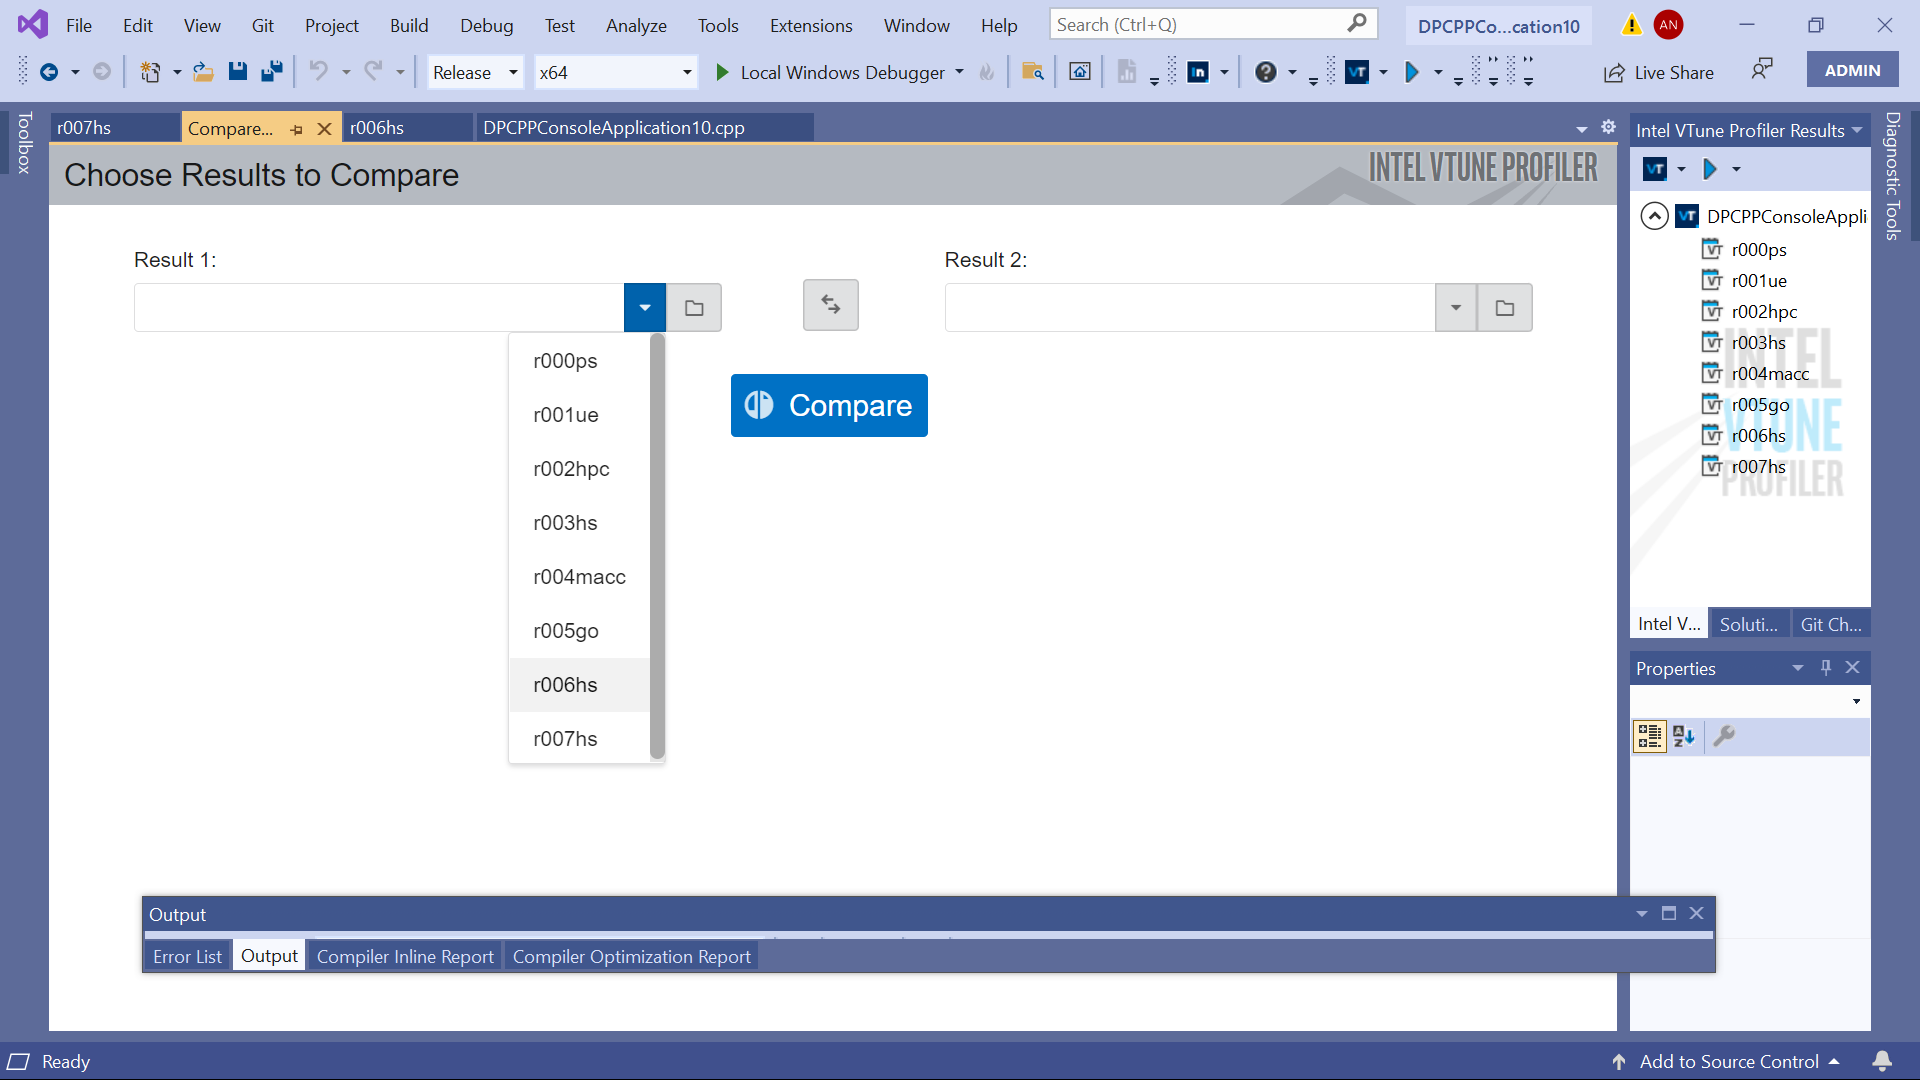 File Edit View Git Project Build Debug Test Analyze Tools Extensions Window Help Search (Ctrl+Q) DPCPPCo...cation10 AN
Release x64 Local Windows Debugger Live Share ADMIN
Toolbox
r007hs Compare... r006hs DPCPPConsoleApplication10.cpp
Choose Results to Compare
INTEL VTUNE PROFILER
Result 1:
Result 2:
r000ps
r001ue
r002hpc
r003hs
r004macc
r005go
r006hs
r007hs
Compare
Intel VTune Profiler Results
DPCPPConsoleAppli
r000ps
r001ue
r002hpc
r003hs
r004macc
r005go
r006hs
r007hs
INTEL
VTUNE
PROFILER
Diagnostic Tools
Intel V... Soluti... Git Ch...
Properties
Output
Error List Output Compiler Inline Report Compiler Optimization Report
Ready Add to Source Control